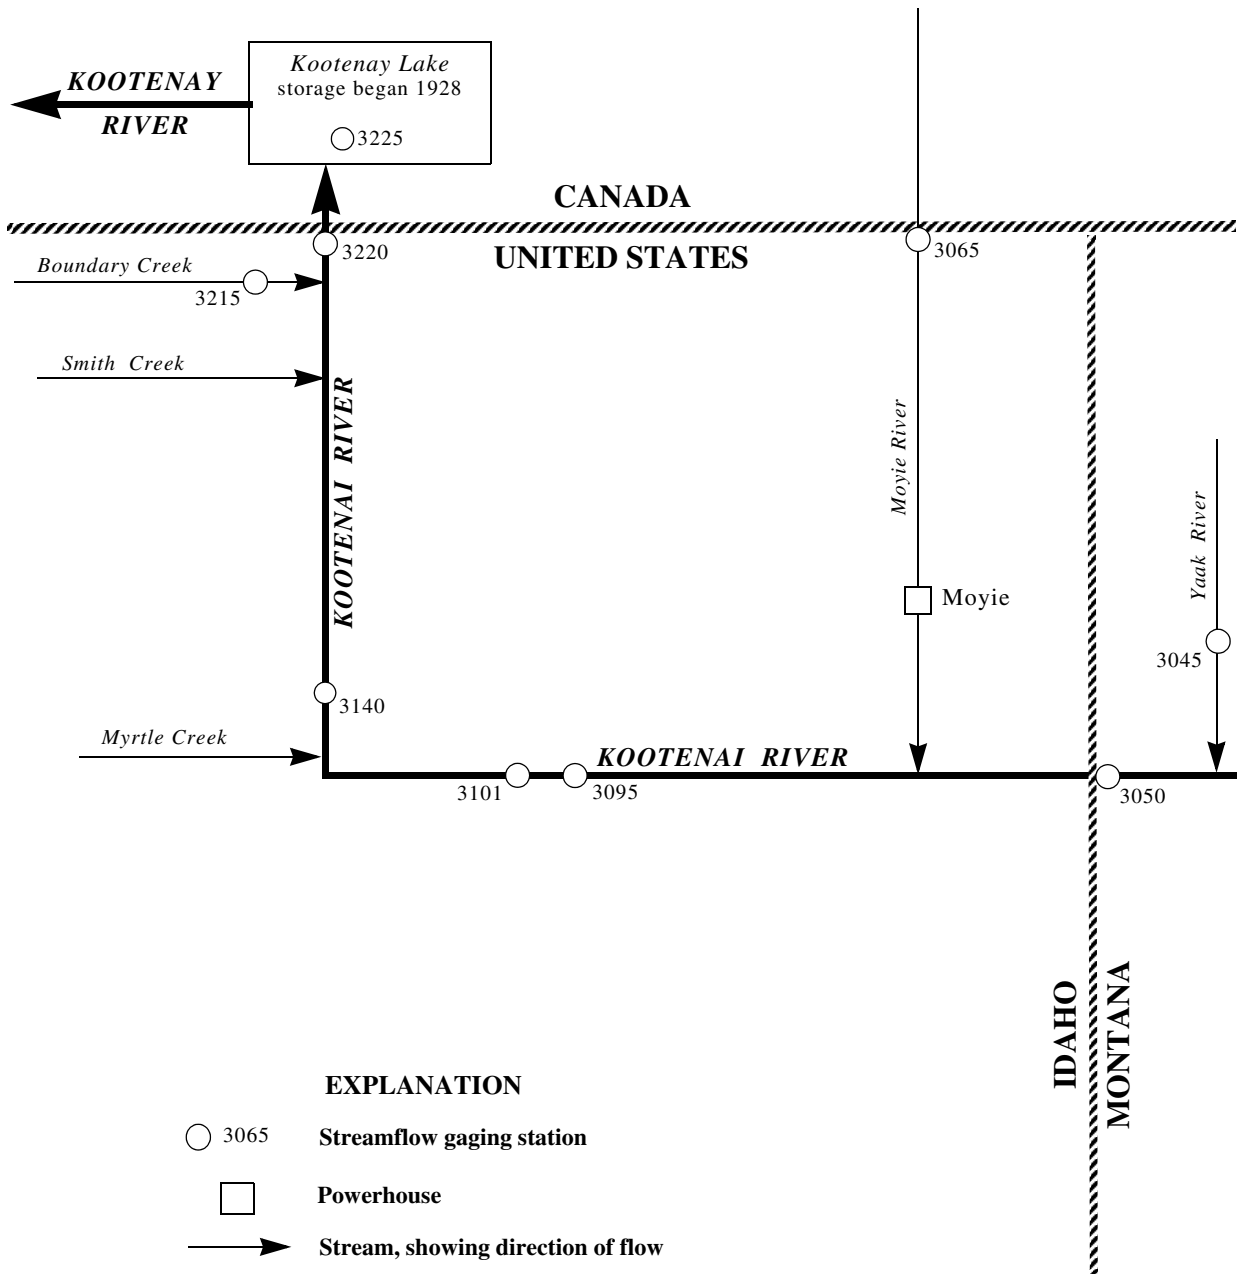 KOOTENAY
RIVER
Kootenay Lake
storage began 1928
3225
CANADA
UNITED STATES
3220
3065
Boundary Creek
3215
Smith Creek
KOOTENAI RIVER
Moyie River
Yaak River
Moyie
3045
3140
Myrtle Creek
KOOTENAI RIVER
3101
3095
3050
IDAHO
MONTANA
EXPLANATION
3065 Streamflow gaging station
Powerhouse
Stream, showing direction of flow